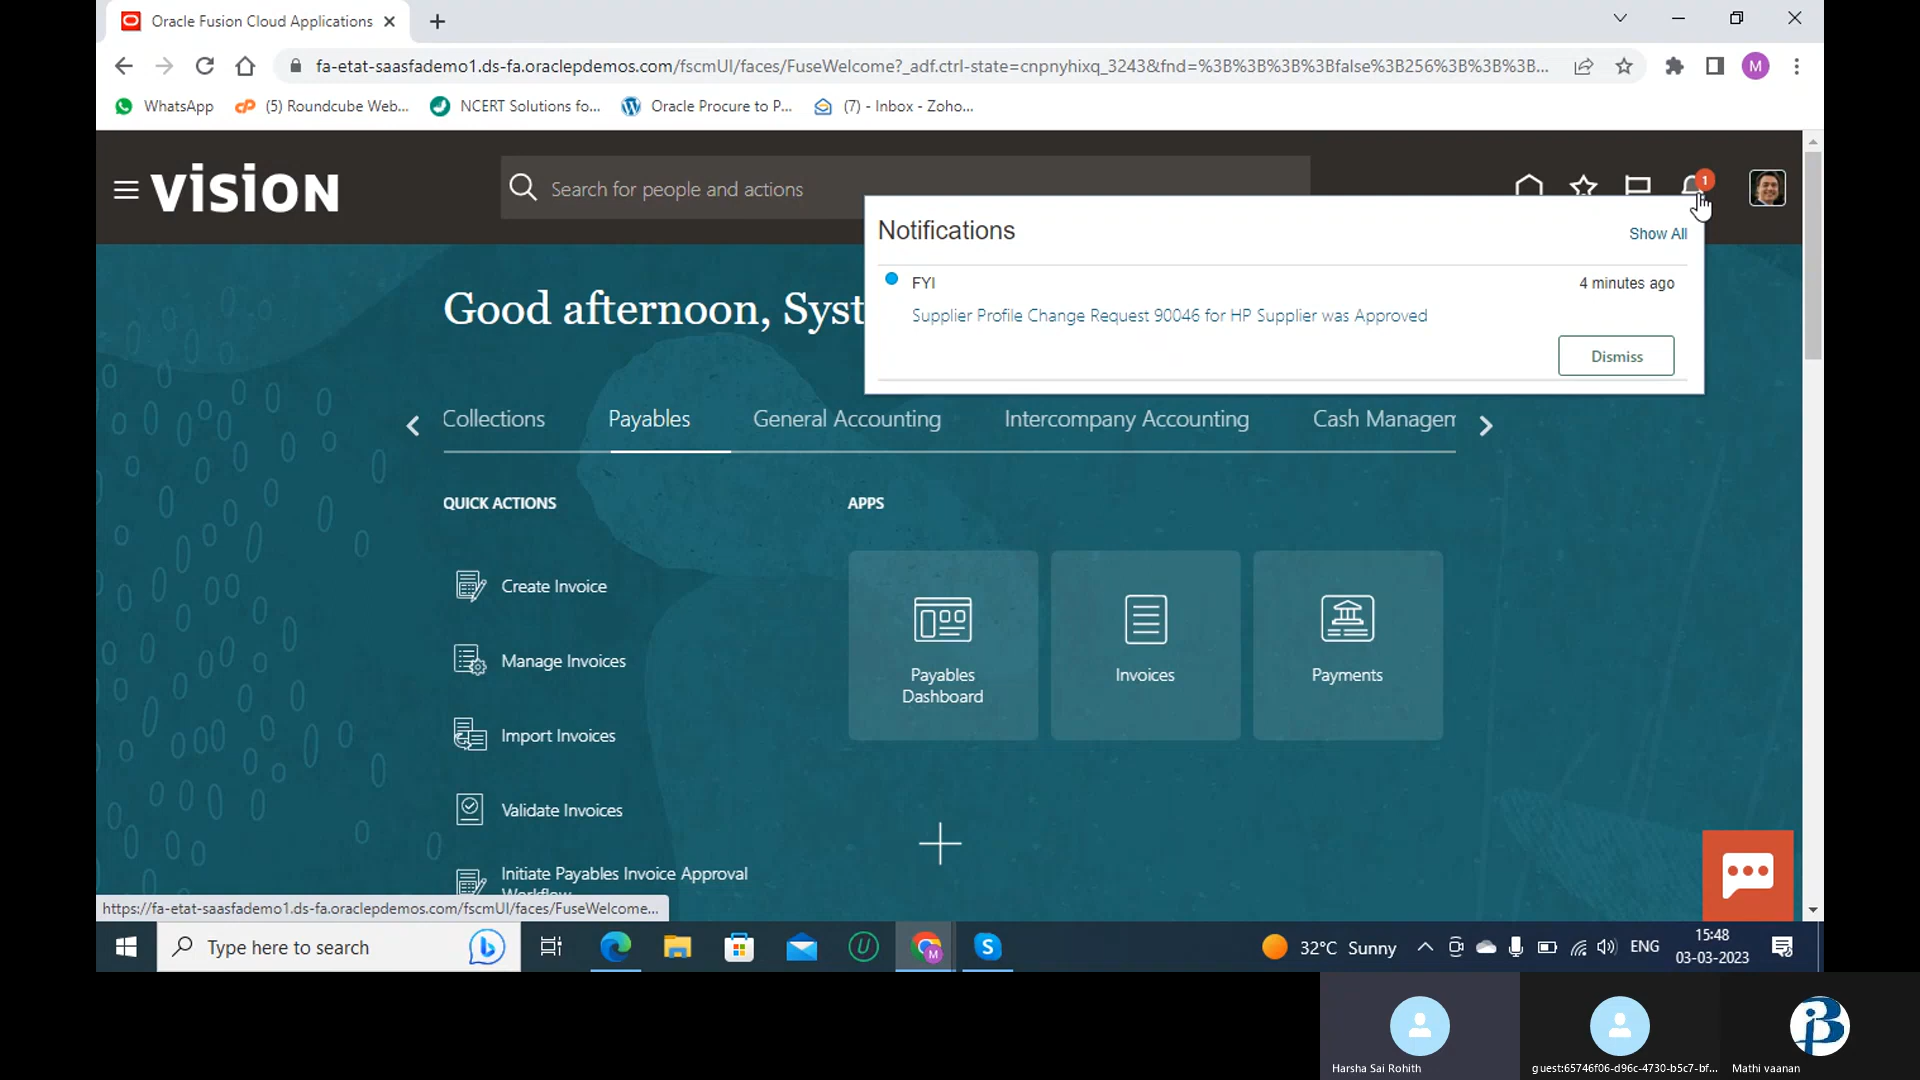 Oracle Fusion Cloud Applications
fa-etat-saasfademo1.ds-fa.oraclepdemos.com/fscmUI/faces/FuseWelcome?_adf.ctrl-state=cnpnyhixq_3243&fnd=%3B%3B%3B%3Bfalse%3B256%3B%3B%3B...
M
WhatsApp
(5) Roundcube Web...
NCERT Solutions fo...
Oracle Procure to P...
(7) - Inbox - Zoho...
VISION
Search for people and actions
1
Notifications
Show All
FYI
4 minutes ago
Supplier Profile Change Request 90046 for HP Supplier was Approved
Dismiss
Good afternoon, Syst
Collections
Payables
General Accounting
Intercompany Accounting
Cash Managem
QUICK ACTIONS
APPS
Create Invoice
Manage Invoices
Import Invoices
Validate Invoices
Initiate Payables Invoice Approval
Workflow
Payables
Dashboard
Invoices
Payments
https://fa-etat-saasfademo1.ds-fa.oraclepdemos.com/fscmUI/faces/FuseWelcome...
Type here to search
32°C Sunny
ENG
15:48
03-03-2023
Harsha Sai Rohith
guest:65746f06-d96c-4730-b5c7-bf...
Mathi vaanan